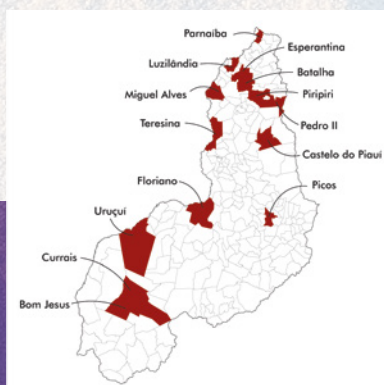 Parnaíba
Esperantina
Luzilândia
Batalha
Miguel Alves
Piripiri
Pedro II
Teresina
Castelo do Piauí
Floriano
Picos
Uruçuí
Currais
Bom Jesus